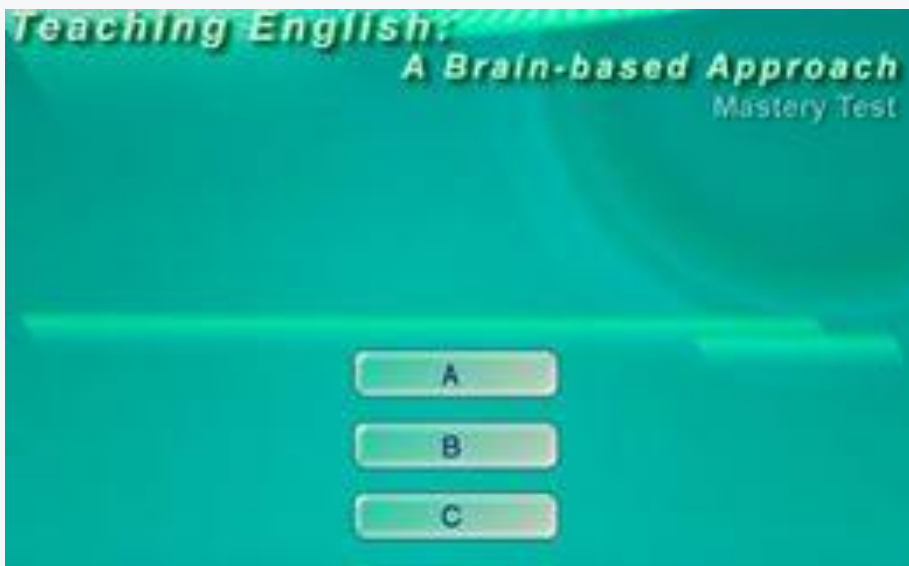 Teaching English:
A Brain-based Approach
Mastery Test
A
B
C